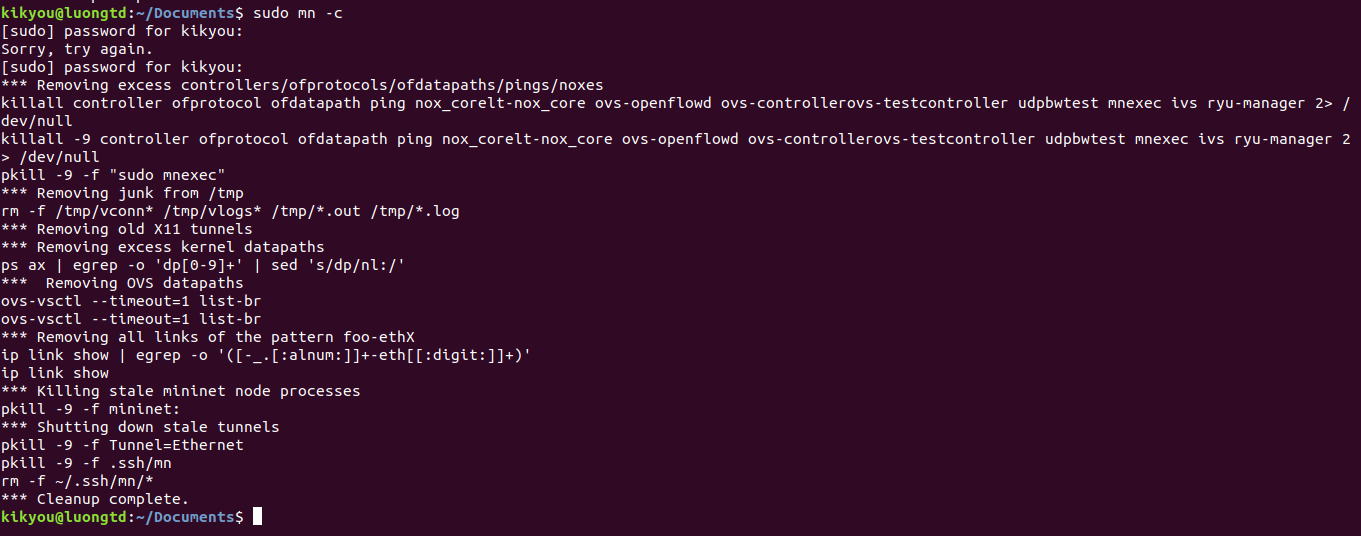 kikyou@luongtd:~/Documents$ sudo mn -c
[sudo] password for kikyou:
Sorry, try again.
[sudo] password for kikyou:
*** Removing excess controllers/ofprotocols/ofdatapaths/pings/noxes
killall controller ofprotocol ofdatapath ping nox_corelt-nox_core ovs-openflowd ovs-controllerovs-testcontroller udpbwtest mnexec ivs ryu-manager 2> /
dev/null
killall -9 controller ofprotocol ofdatapath ping nox_corelt-nox_core ovs-openflowd ovs-controllerovs-testcontroller udpbwtest mnexec ivs ryu-manager 2
> /dev/null
pkill -9 -f "sudo mnexec"
*** Removing junk from /tmp
rm -f /tmp/vconn* /tmp/vlogs* /tmp/*.out /tmp/*.log
*** Removing old X11 tunnels
*** Removing excess kernel datapaths
ps ax | egrep -o 'dp[0-9]+' | sed 's/dp/nl:/'
***  Removing OVS datapaths
ovs-vsctl --timeout=1 list-br
ovs-vsctl --timeout=1 list-br
*** Removing all links of the pattern foo-ethX
ip link show | egrep -o '([-_.[:alnum:]]+-eth[[:digit:]]+)'
ip link show
*** Killing stale mininet node processes
pkill -9 -f mininet:
*** Shutting down stale tunnels
pkill -9 -f Tunnel=Ethernet
pkill -9 -f .ssh/mn
rm -f ~/.ssh/mn/*
*** Cleanup complete.
kikyou@luongtd:~/Documents$